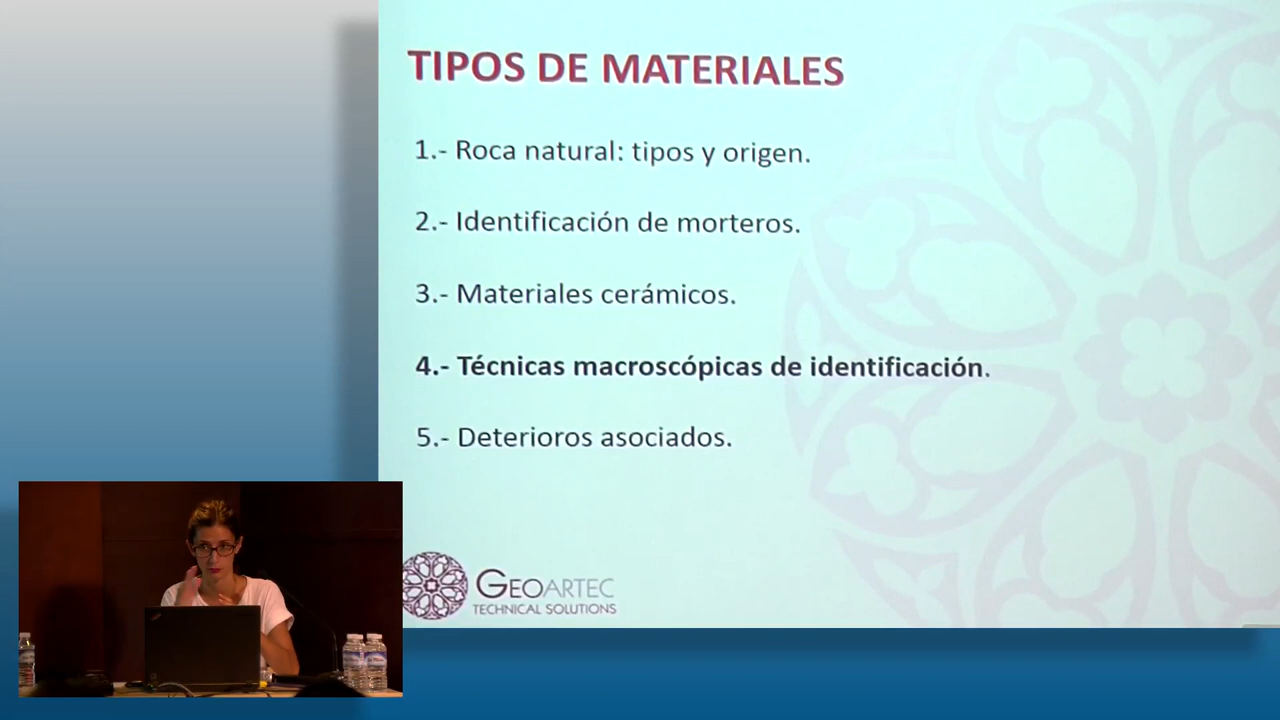 TIPOS DE MATERIALES
1.- Roca natural: tipos y origen.
2.- Identificación de morteros.
3.- Materiales cerámicos.
4.- Técnicas macroscópicas de identificación.
5.- Deterioros asociados.
GEOARTEC
TECHNICAL SOLUTIONS